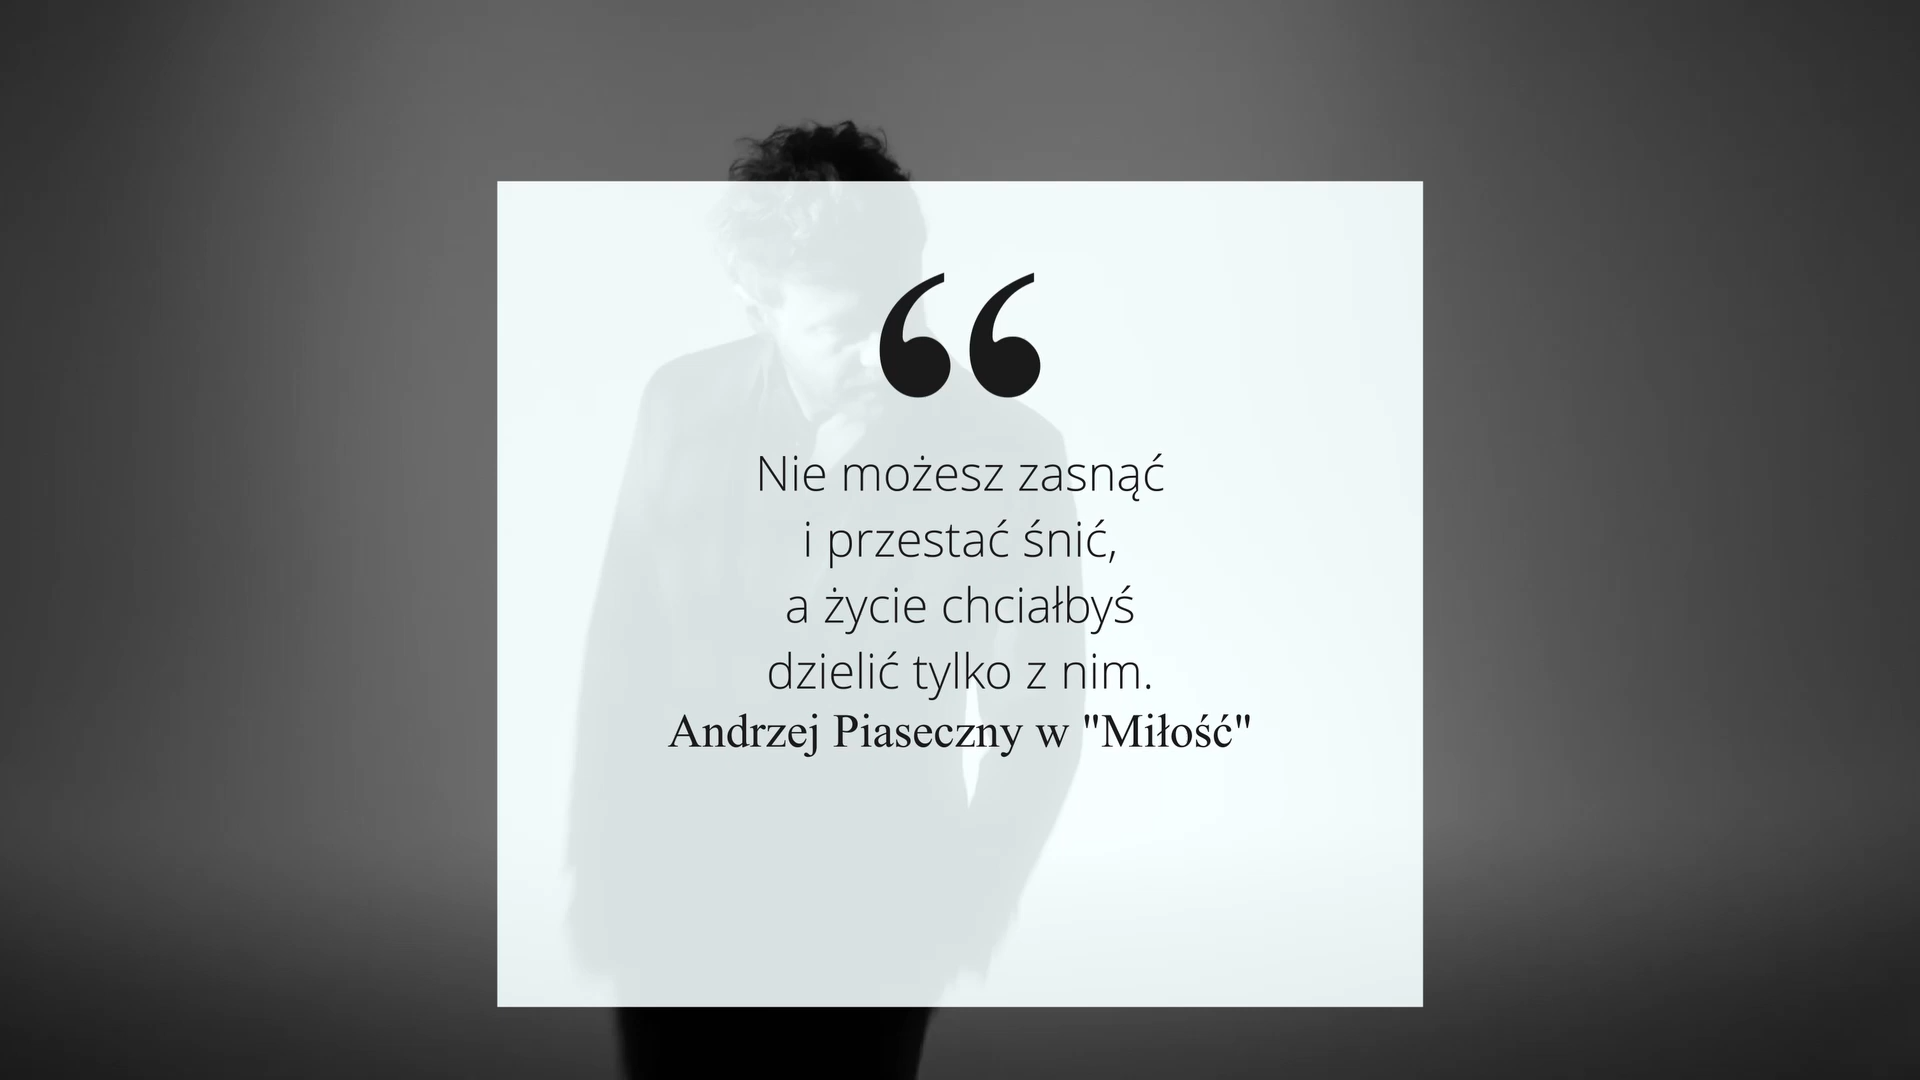 “
Nie możesz zasnąć
i przestać śnić,
a życie chciałbyś
dzielić tylko z nim.
Andrzej Piaseczny w "Miłość"